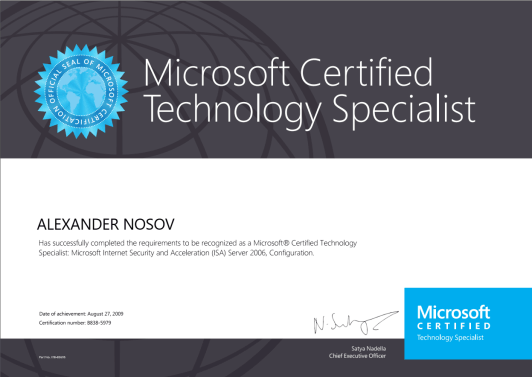 OFFICIAL SEAL OF MICROSOFT CERTIFICATION
Microsoft Certified
Technology Specialist
ALEXANDER NOSOV
Has successfully completed the requirements to be recognized as a Microsoft® Certified Technology
Specialist: Microsoft Internet Security and Acceleration (ISA) Server 2006, Configuration.
Date of achievement: August 27, 2009
Certification number: B838-5979
Satya Nadella
Chief Executive Officer
Microsoft
CERTIFIED
Technology Specialist